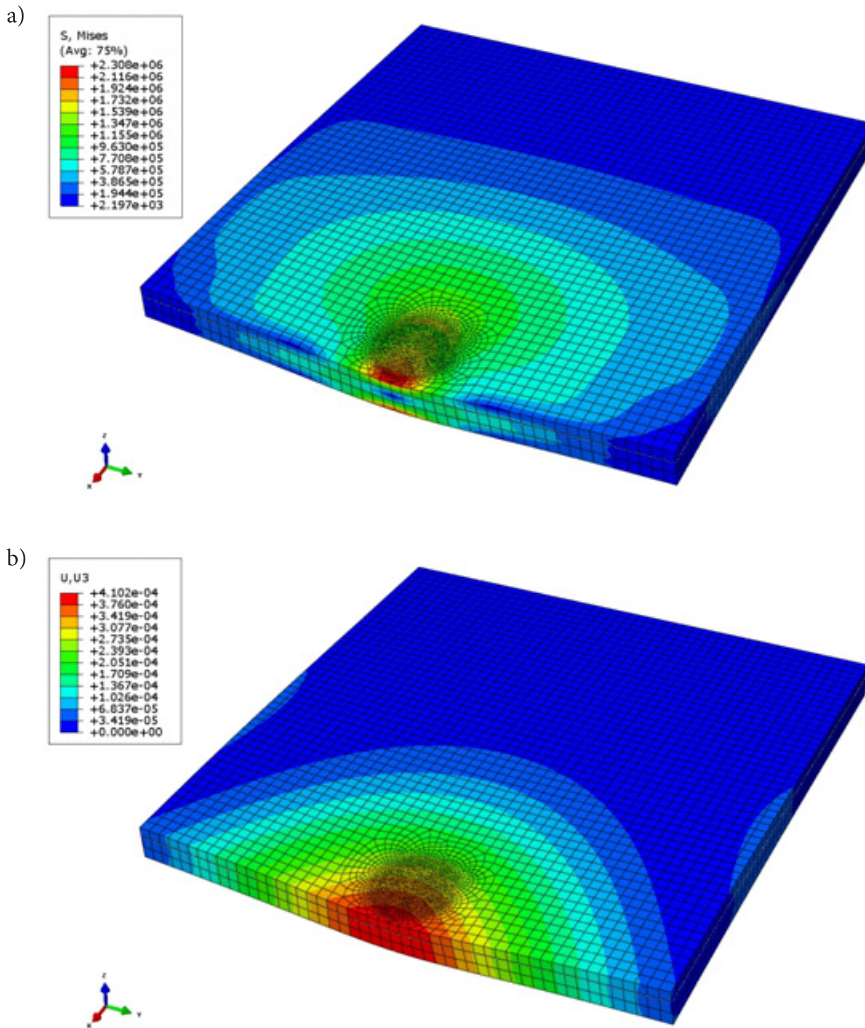 a)
S, Mises
(Avg: 75%)
+2.308e+06
+2.116e+06
+1.924e+06
+1.732e+06
+1.539e+06
+1.347e+06
+1.155e+06
+9.630e+05
+7.708e+05
+5.787e+05
+3.865e+05
+1.944e+05
+2.197e+03
Z
X
Y
b)
U,U3
+4.102e-04
+3.760e-04
+3.419e-04
+3.077e-04
+2.735e-04
+2.393e-04
+2.051e-04
+1.709e-04
+1.367e-04
+1.026e-04
+6.837e-05
+3.419e-05
+0.000e+00
Z
X
Y